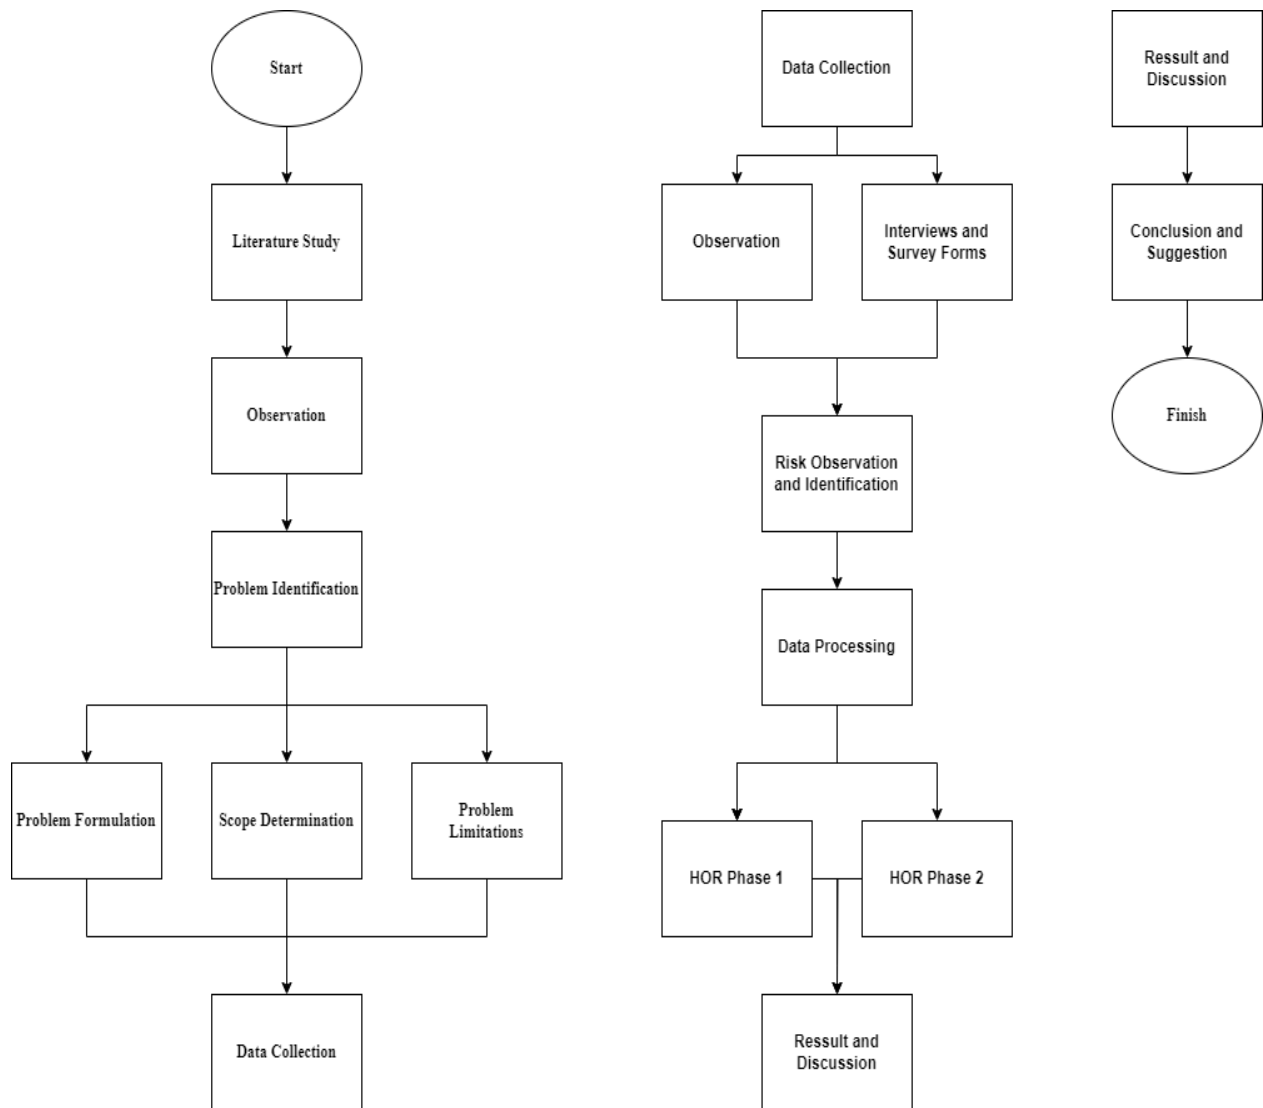 Start
Literature Study
Observation
Problem Identification
Problem Formulation
Scope Determination
Problem
Limitations
Data Collection
Data Collection
Observation
Interviews and
Survey Forms
Risk Observation
and Identification
Data Processing
HOR Phase 1
HOR Phase 2
Ressult and
Discussion
Ressult and
Discussion
Conclusion and
Suggestion
Finish